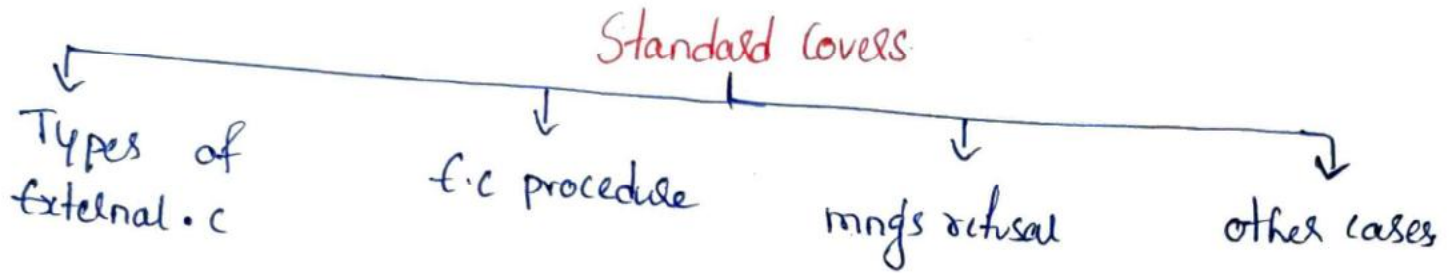 Standard Covers
Types of
External.c
E.c procedure
mngs refusal
other cases